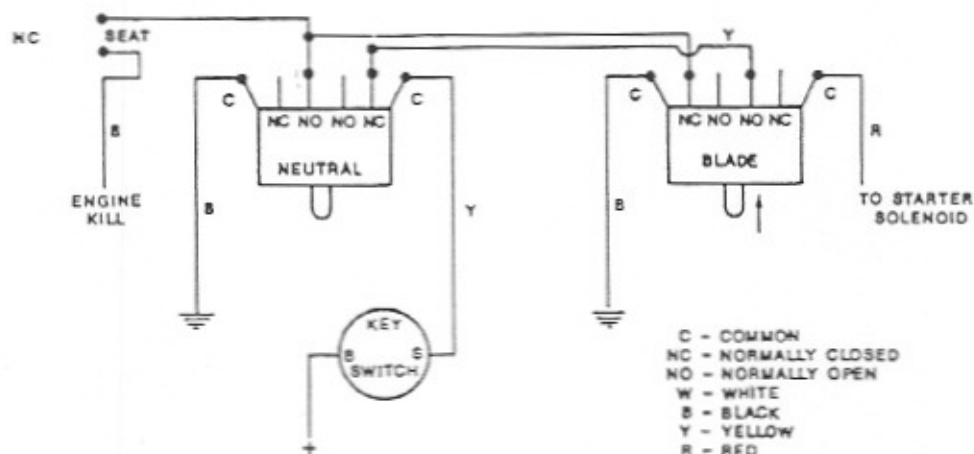 NC SEAT
Y
C C C C
NC NO NO NC
NEUTRAL
NC NO NO NC
BLADE
B
R
ENGINE
KILL
B
Y
B
TO STARTER
SOLENOID
KEY
B S
SWITCH
+
C - COMMON
NC - NORMALLY CLOSED
NO - NORMALLY OPEN
W - WHITE
B - BLACK
Y - YELLOW
R - RED